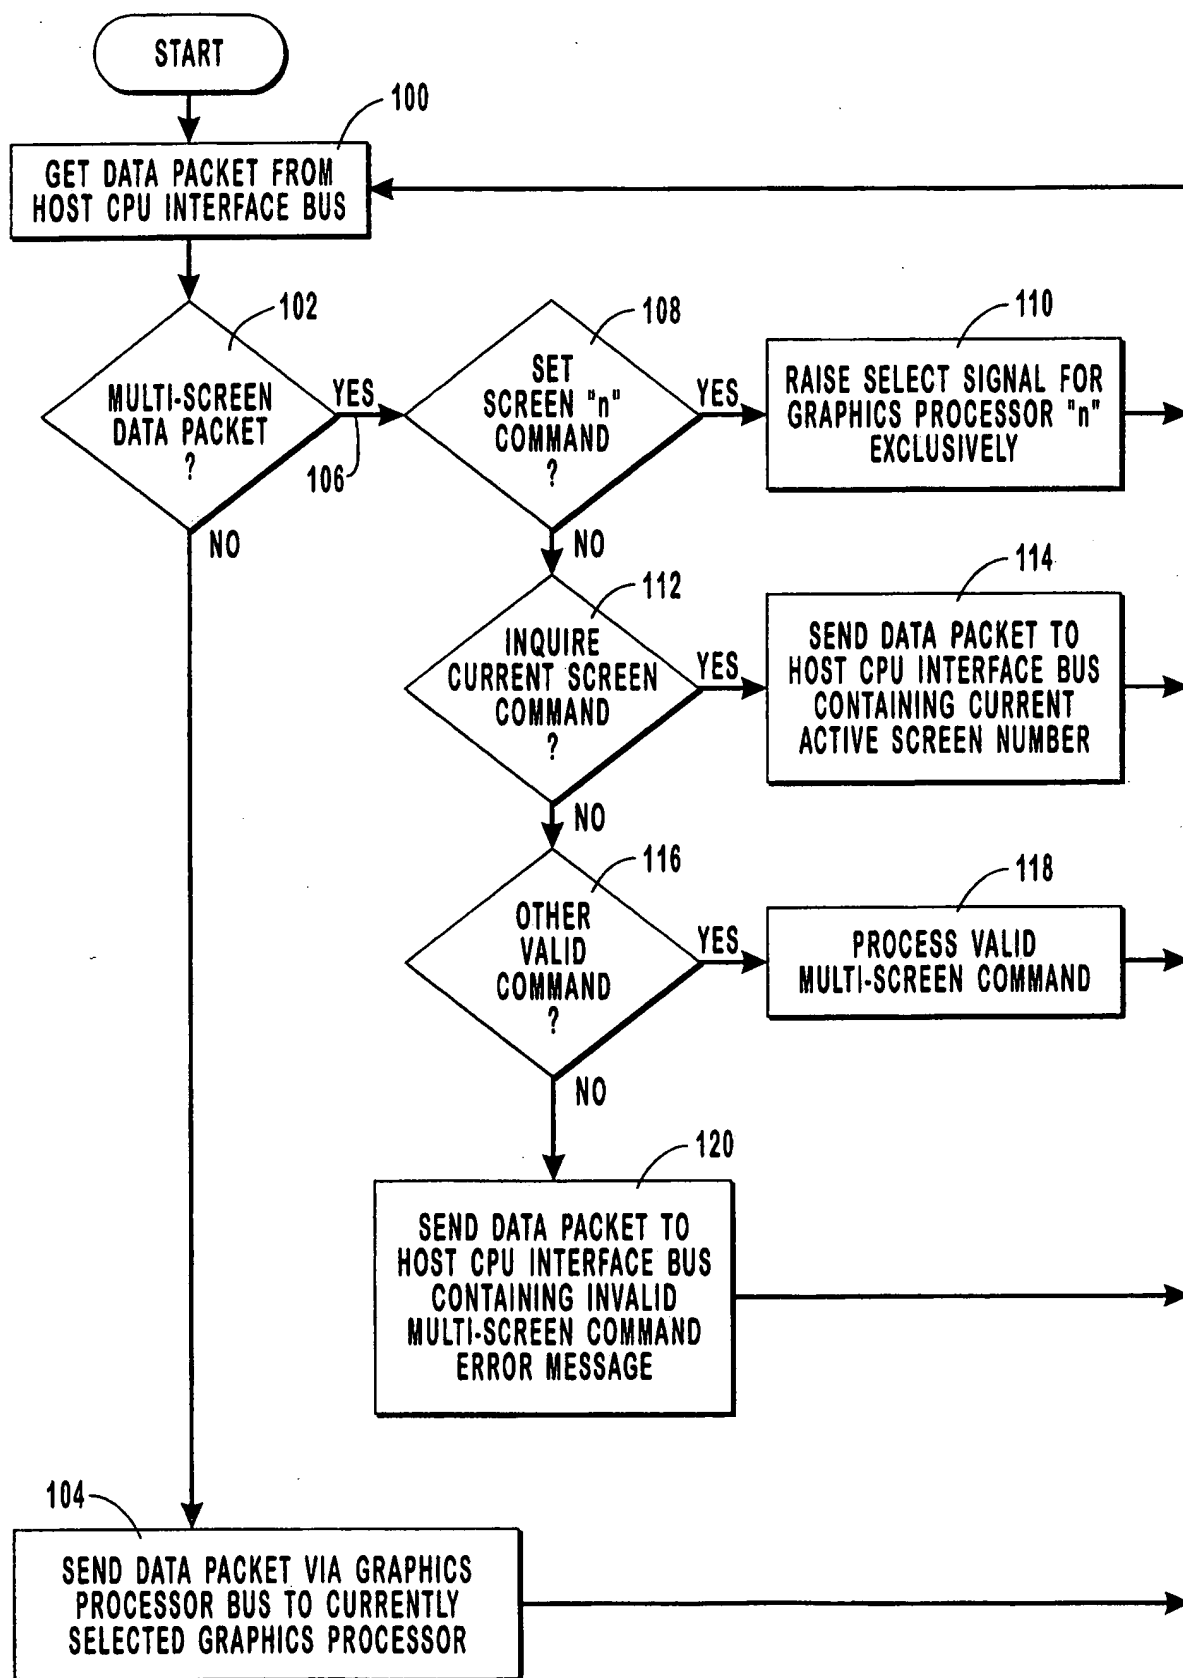 START
100
GET DATA PACKET FROM
HOST CPU INTERFACE BUS
102
MULTI-SCREEN
DATA PACKET
?
YES
106
NO
108
SET
SCREEN "n"
COMMAND
?
YES
NO
110
RAISE SELECT SIGNAL FOR
GRAPHICS PROCESSOR "n"
EXCLUSIVELY
112
INQUIRE
CURRENT SCREEN
COMMAND
?
YES
NO
114
SEND DATA PACKET TO
HOST CPU INTERFACE BUS
CONTAINING CURRENT
ACTIVE SCREEN NUMBER
116
OTHER
VALID
COMMAND
?
YES
NO
118
PROCESS VALID
MULTI-SCREEN COMMAND
120
SEND DATA PACKET TO
HOST CPU INTERFACE BUS
CONTAINING INVALID
MULTI-SCREEN COMMAND
ERROR MESSAGE
104
SEND DATA PACKET VIA GRAPHICS
PROCESSOR BUS TO CURRENTLY
SELECTED GRAPHICS PROCESSOR